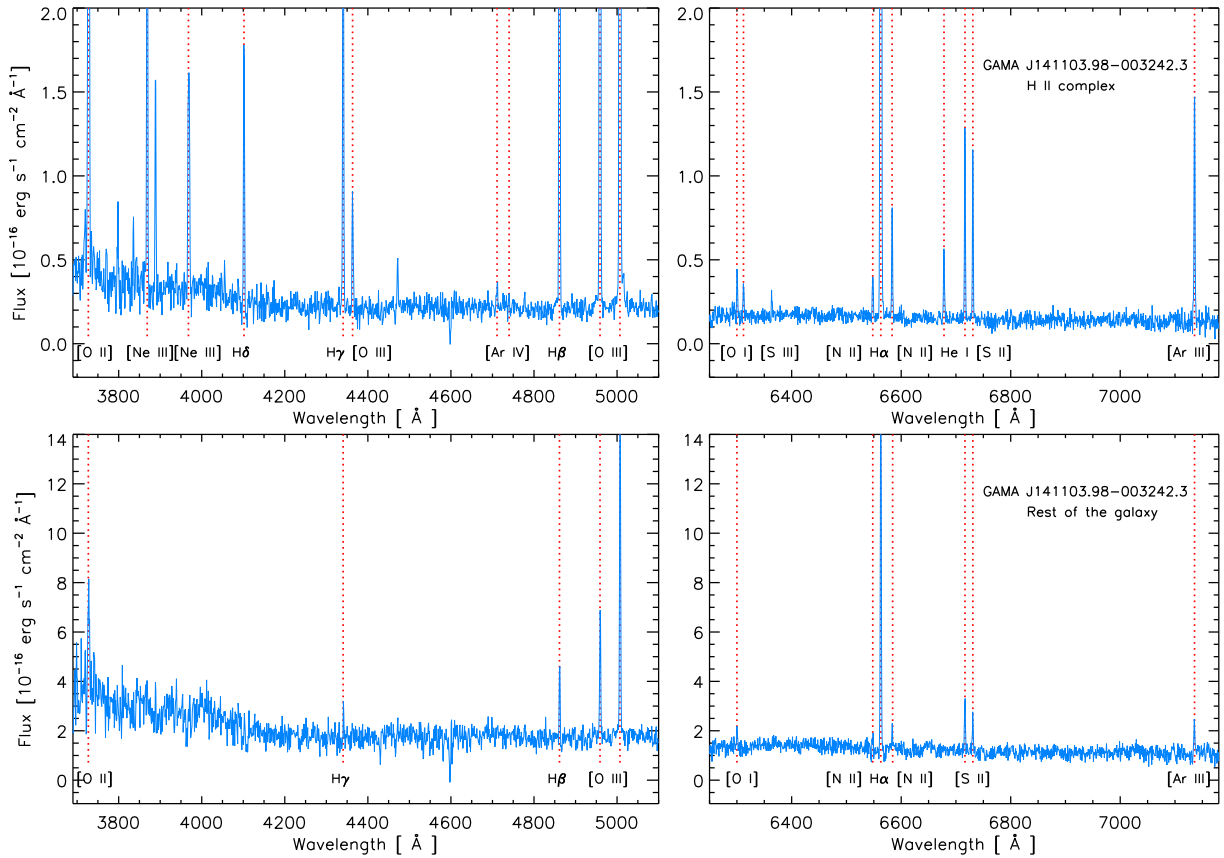 2.0
1.5
1.0
0.5
0.0
Flux [10⁻¹⁶ erg s⁻¹ cm⁻² Å⁻¹]
[O II] [Ne III] [Ne III] Hδ Hγ [O III] [Ar IV] Hβ [O III]
3800 4000 4200 4400 4600 4800 5000
Wavelength [ Å ]
2.0
1.5
1.0
0.5
0.0
GAMA J141103.98−003242.3
H II complex
[O I] [S III] [N II] Hα [N II] He I [S II] [Ar III]
6400 6600 6800 7000
Wavelength [ Å ]
14
12
10
8
6
4
2
0
Flux [10⁻¹⁶ erg s⁻¹ cm⁻² Å⁻¹]
[O II] Hγ Hβ [O III]
3800 4000 4200 4400 4600 4800 5000
Wavelength [ Å ]
14
12
10
8
6
4
2
0
GAMA J141103.98−003242.3
Rest of the galaxy
[O I] [N II] Hα [N II] [S II] [Ar III]
6400 6600 6800 7000
Wavelength [ Å ]